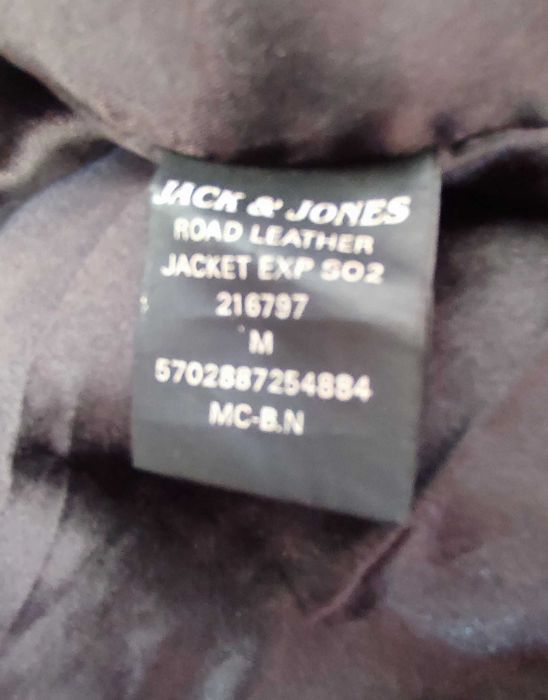 JACK & JONES
ROAD LEATHER
JACKET EXP SO2
216797
M
5702887254884
MC-B.N